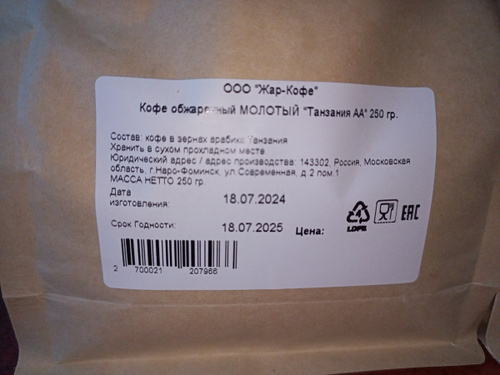 ООО "Жар-Кофе"
Кофе обжаренный МОЛОТЫЙ "Танзания АА" 250 гр.
Состав: кофе в зернах арабика Танзания
Хранить в сухом прохладном месте
Юридический адрес / адрес производства: 143302, Россия, Московская
область, г.Наро-Фоминск, ул.Современная, д.2 пом.1
МАССА НЕТТО 250 гр.
Дата
изготовления: 18.07.2024
Срок Годности: 18.07.2025 Цена:
4
LDPE
EAC
2 700021 207966